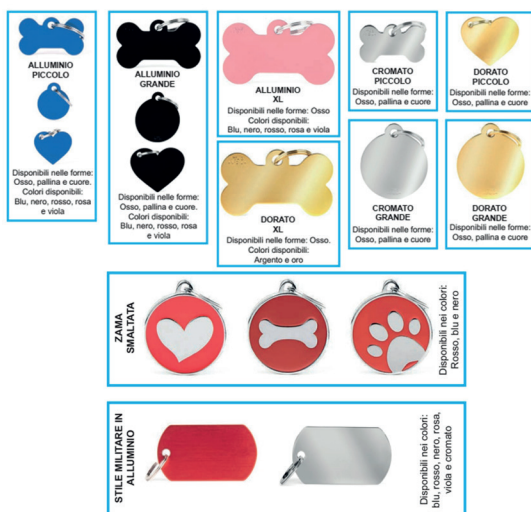 ALLUMINIO
PICCOLO
Disponibili nelle forme:
Osso, pallina e cuore.
Colori disponibili:
Blu, nero, rosso, rosa
e viola
ALLUMINIO
GRANDE
Disponibili nelle forme:
Osso, pallina e cuore.
Colori disponibili:
Blu, nero, rosso, rosa
e viola
ALLUMINIO
XL
Disponibili nelle forme: Osso
Colori disponibili:
Blu, nero, rosso, rosa e viola
DORATO
XL
Disponibili nelle forme: Osso.
Colori disponibili:
Argento e oro
CROMATO
PICCOLO
Disponibili nelle forme:
Osso, pallina e cuore
CROMATO
GRANDE
Disponibili nelle forme:
Osso, pallina e cuore
DORATO
PICCOLO
Disponibili nelle forme:
Osso, pallina e cuore
DORATO
GRANDE
Disponibili nelle forme:
Osso, pallina e cuore
ZAMA
SMALTATA
Disponibili nei colori:
Rosso, blu e nero
STILE MILITARE IN
ALLUMINIO
Disponibili nei colori:
blu, rosso, nero, rosa,
viola e cromato